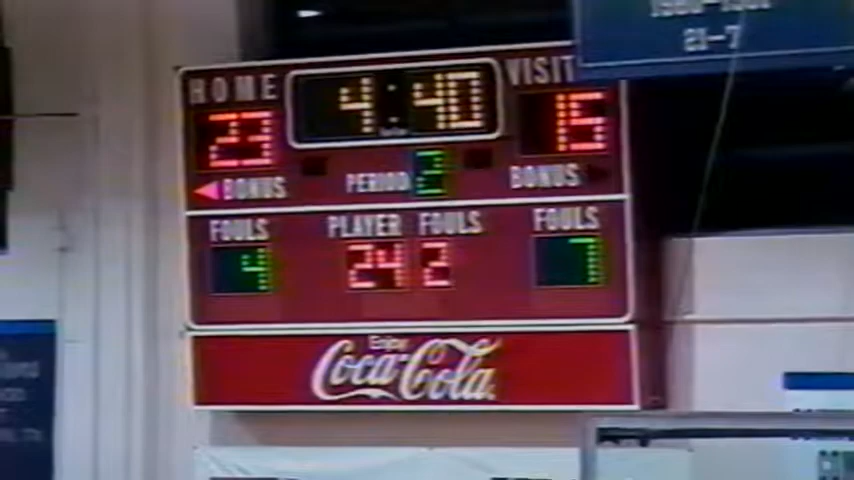 21-7
HOME 4:40 VISIT
23 15
BONUS PERIOD 2 BONUS
FOULS PLAYER FOULS FOULS
4 24 2 7
Enjoy
Coca-Cola